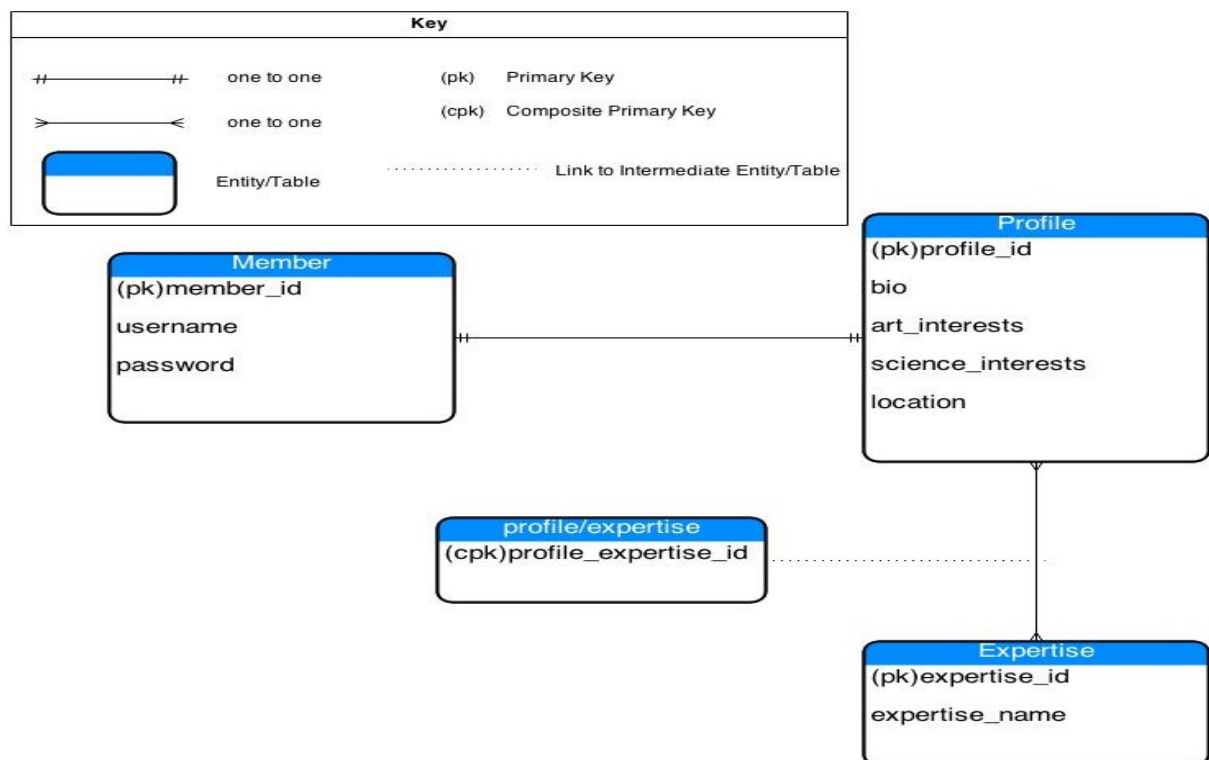 Key
one to one (pk) Primary Key
one to one (cpk) Composite Primary Key
Entity/Table Link to Intermediate Entity/Table
Profile
(pk)profile_id
bio
art_interests
science_interests
location
Member
(pk)member_id
username
password
profile/expertise
(cpk)profile_expertise_id
Expertise
(pk)expertise_id
expertise_name